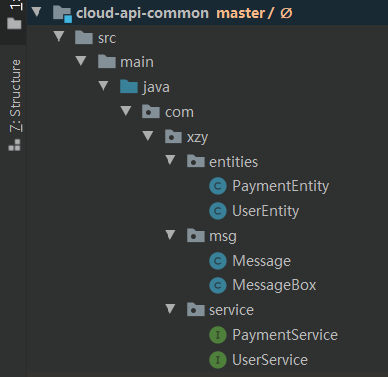 cloud-api-common master / Ø
src
main
java
com
xzy
entities
C PaymentEntity
C UserEntity
msg
C Message
C MessageBox
service
I PaymentService
I UserService
Z: Structure